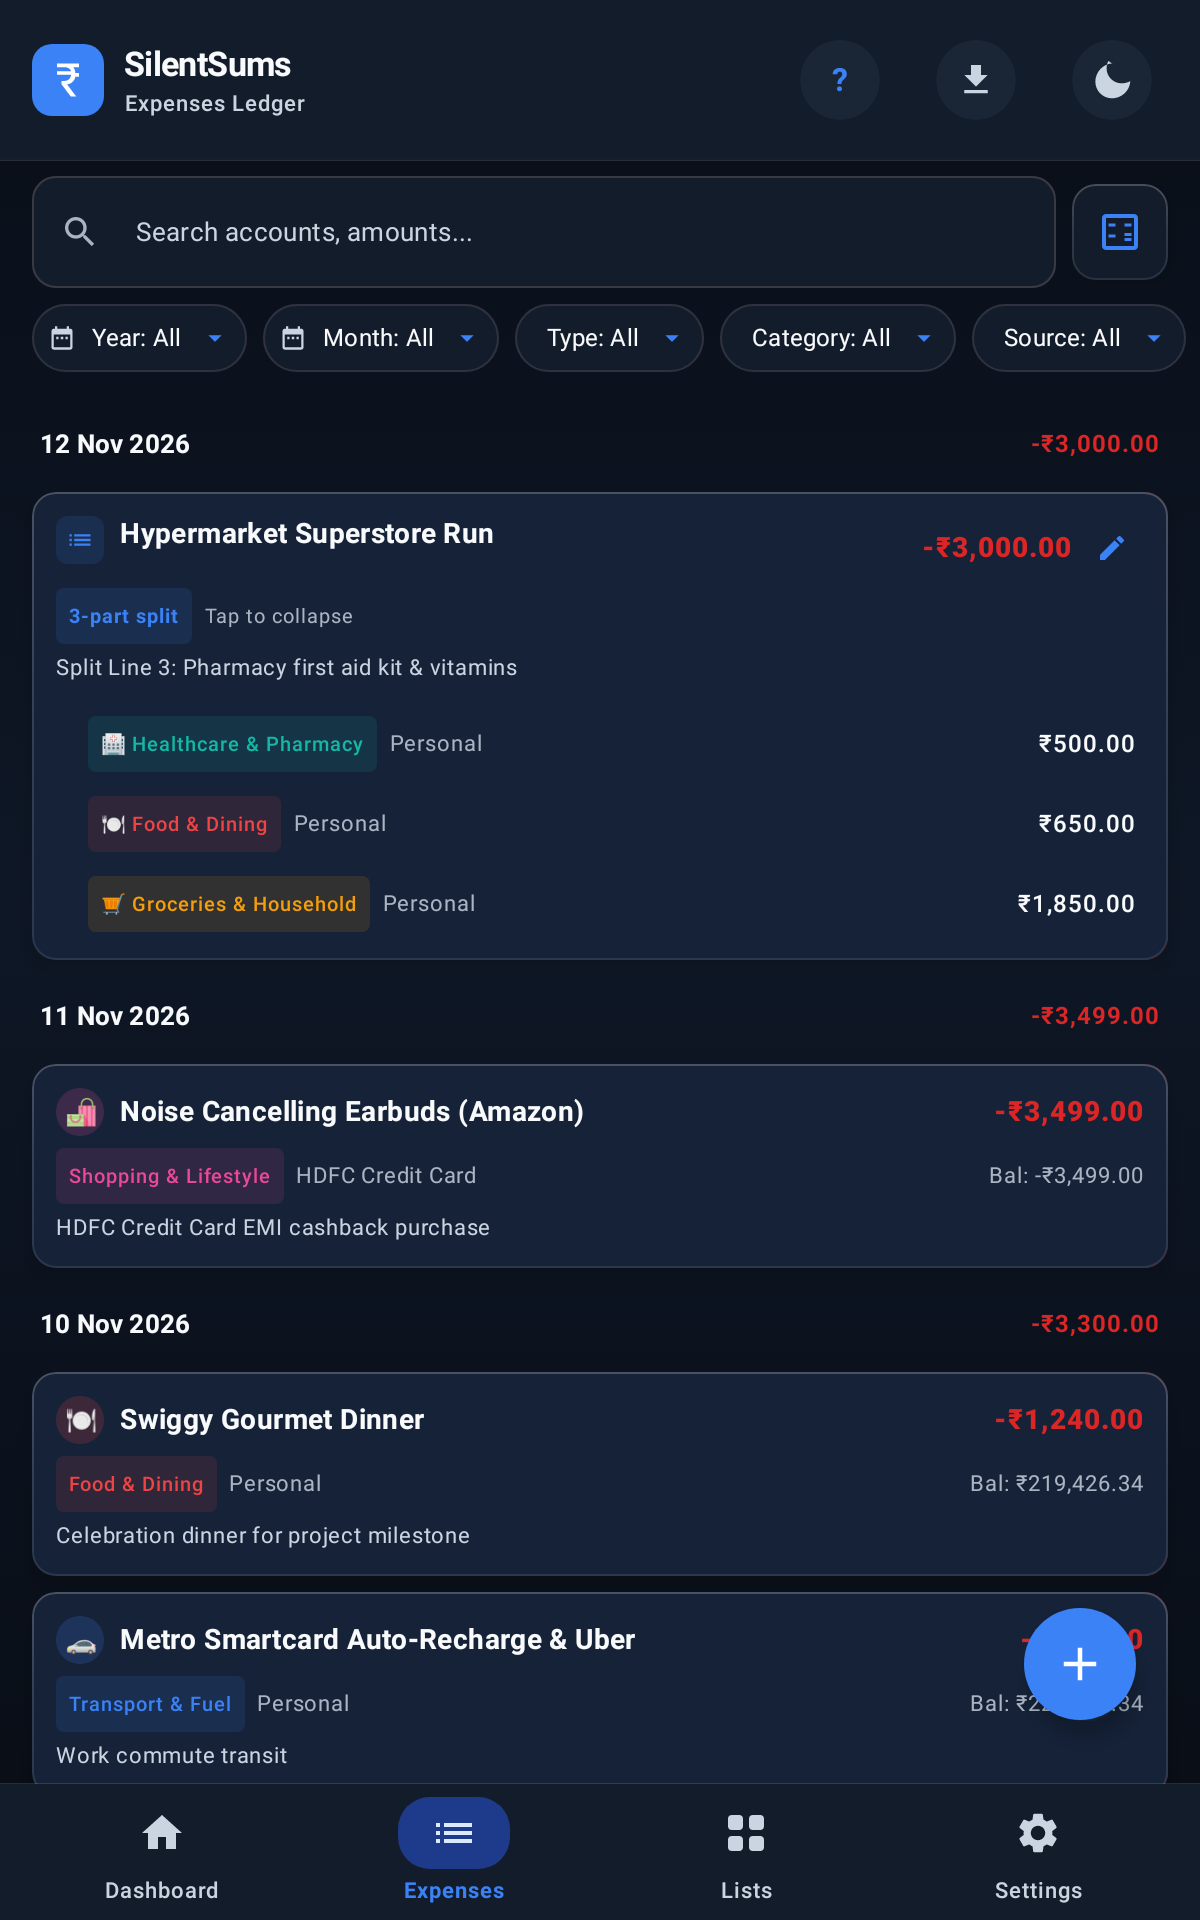 ₹
SilentSums
Expenses Ledger
?
Search accounts, amounts...
Year: All
Month: All
Type: All
Category: All
Source: All
12 Nov 2026
-₹3,000.00
Hypermarket Superstore Run
-₹3,000.00
3-part split
Tap to collapse
Split Line 3: Pharmacy first aid kit & vitamins
Healthcare & Pharmacy
Personal
₹500.00
Food & Dining
Personal
₹650.00
Groceries & Household
Personal
₹1,850.00
11 Nov 2026
-₹3,499.00
Noise Cancelling Earbuds (Amazon)
-₹3,499.00
Shopping & Lifestyle
HDFC Credit Card
Bal: -₹3,499.00
HDFC Credit Card EMI cashback purchase
10 Nov 2026
-₹3,300.00
Swiggy Gourmet Dinner
-₹1,240.00
Food & Dining
Personal
Bal: ₹219,426.34
Celebration dinner for project milestone
Metro Smartcard Auto-Recharge & Uber
Transport & Fuel
Personal
Bal:
Work commute transit
Dashboard
Expenses
Lists
Settings